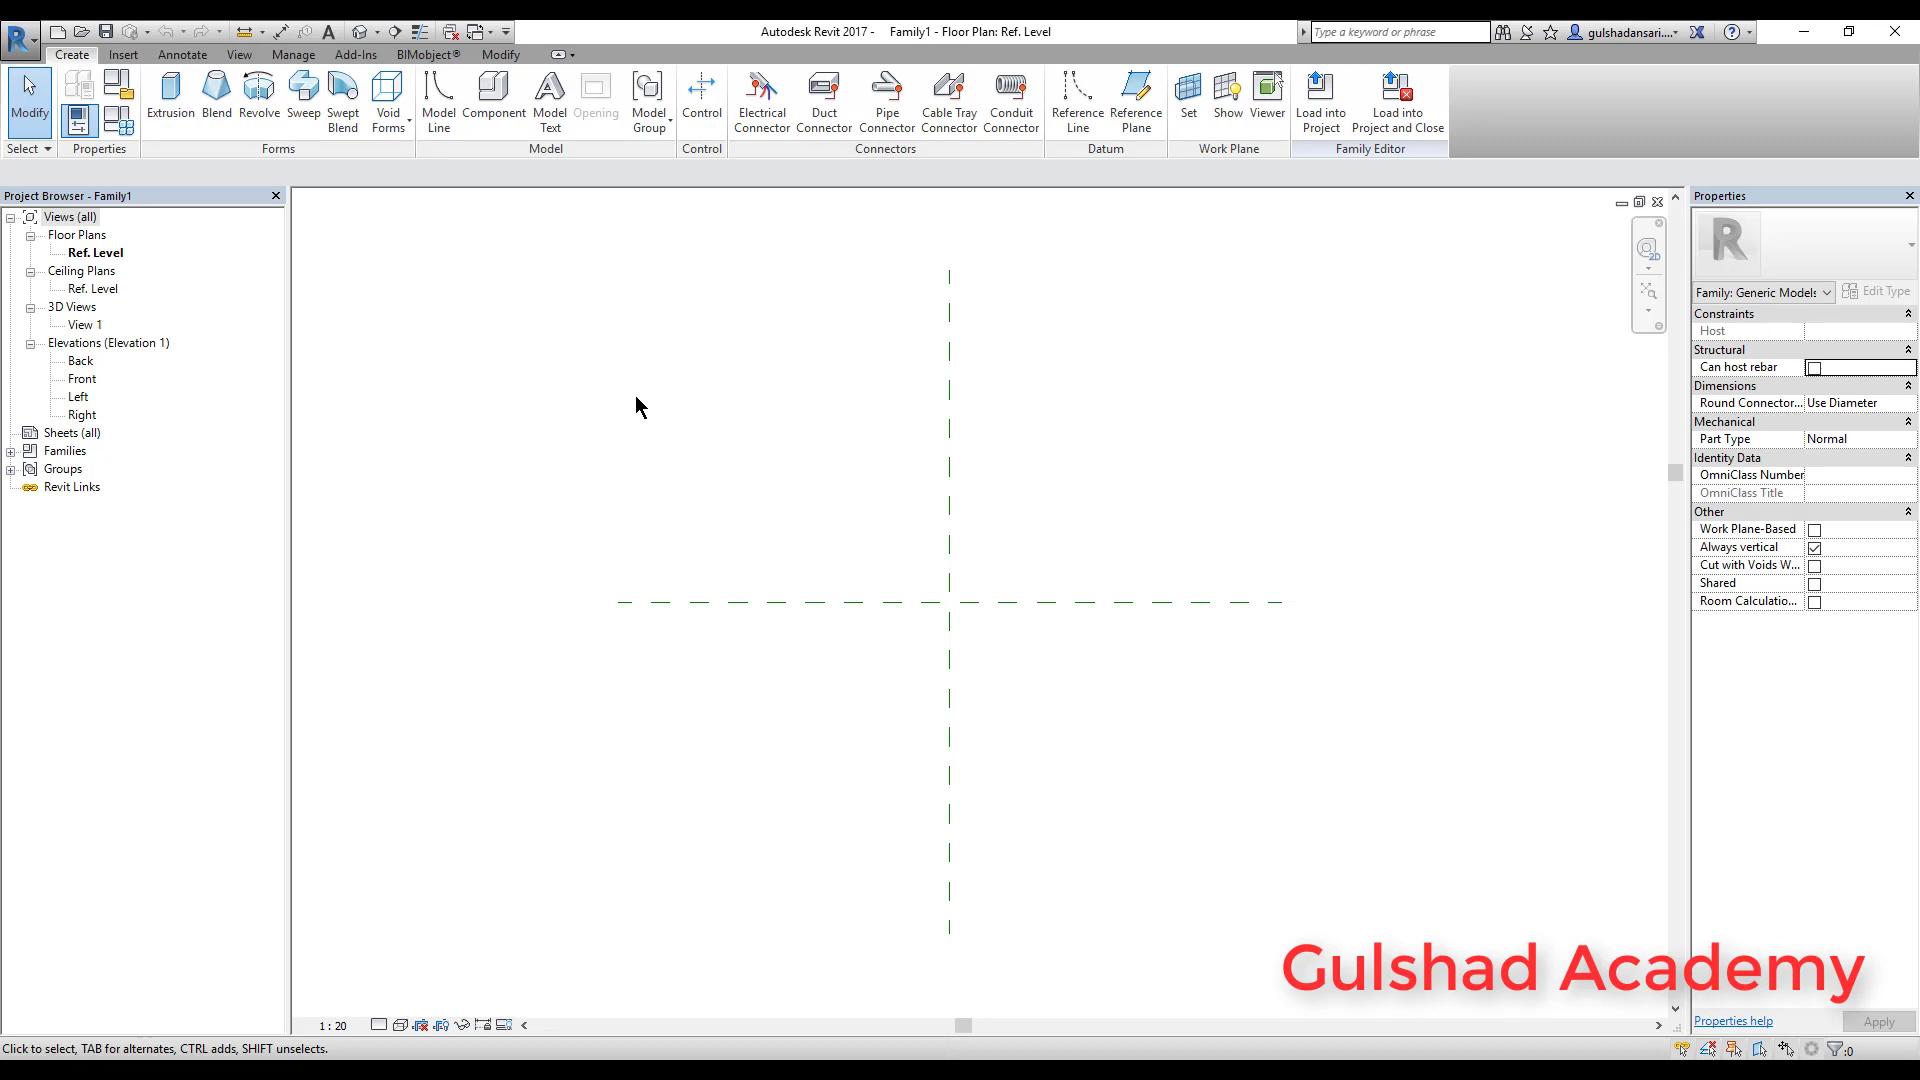 Autodesk Revit 2017 - Family1 - Floor Plan: Ref. Level
Type a keyword or phrase
gulshadansari....
Create Insert Annotate View Manage Add-Ins BIMobject® Modify
Modify
Extrusion Blend Revolve Sweep Swept Blend Void Forms
Model Line Component Model Text Opening Model Group
Control
Electrical Connector Duct Connector Pipe Connector Cable Tray Connector Conduit Connector
Reference Line Reference Plane
Set Show Viewer
Load into Project Load into Project and Close
Select Properties Forms Model Control Connectors Datum Work Plane Family Editor
Project Browser - Family1
Views (all)
Floor Plans
Ref. Level
Ceiling Plans
Ref. Level
3D Views
View 1
Elevations (Elevation 1)
Back
Front
Left
Right
Sheets (all)
Families
Groups
Revit Links
2D
Properties
R
Family: Generic Models Edit Type
Constraints
Host
Structural
Can host rebar
Dimensions
Round Connector... Use Diameter
Mechanical
Part Type Normal
Identity Data
OmniClass Number
OmniClass Title
Other
Work Plane-Based
Always vertical
Cut with Voids W...
Shared
Room Calculatio...
Gulshad Academy
Properties help Apply
1 : 20
Click to select, TAB for alternates, CTRL adds, SHIFT unselects.
:0